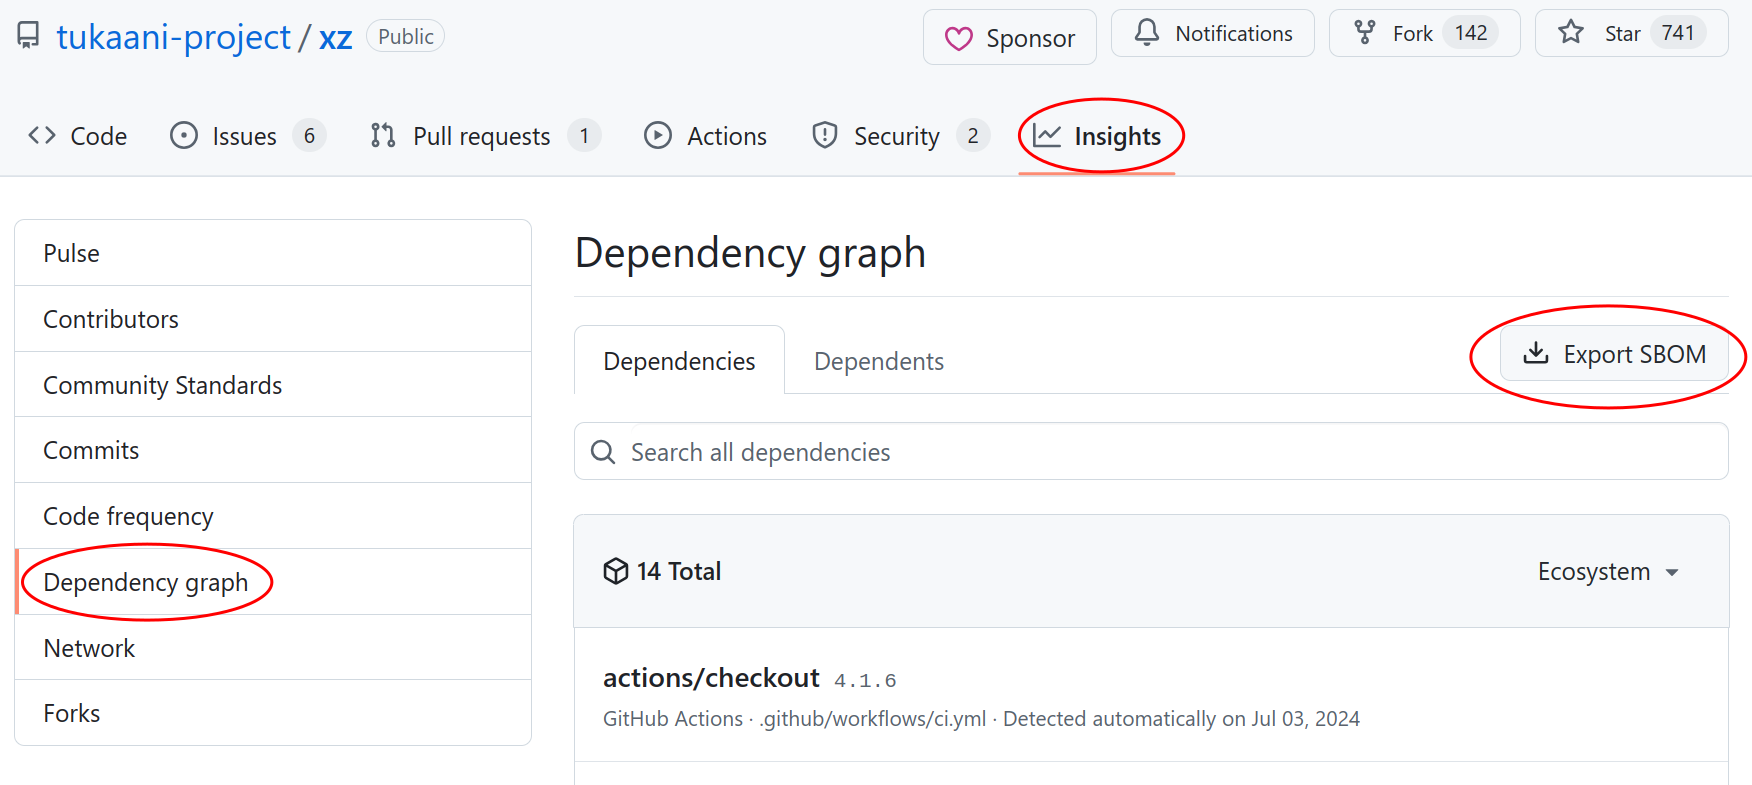 tukaani-project / xz Public Sponsor Notifications Fork 142 Star 741
Code Issues 6 Pull requests 1 Actions Security 2 Insights
Pulse
Contributors
Community Standards
Commits
Code frequency
Dependency graph
Network
Forks
Dependency graph
Dependencies Dependents Export SBOM
Search all dependencies
14 Total Ecosystem
actions/checkout 4.1.6
GitHub Actions · .github/workflows/ci.yml · Detected automatically on Jul 03, 2024